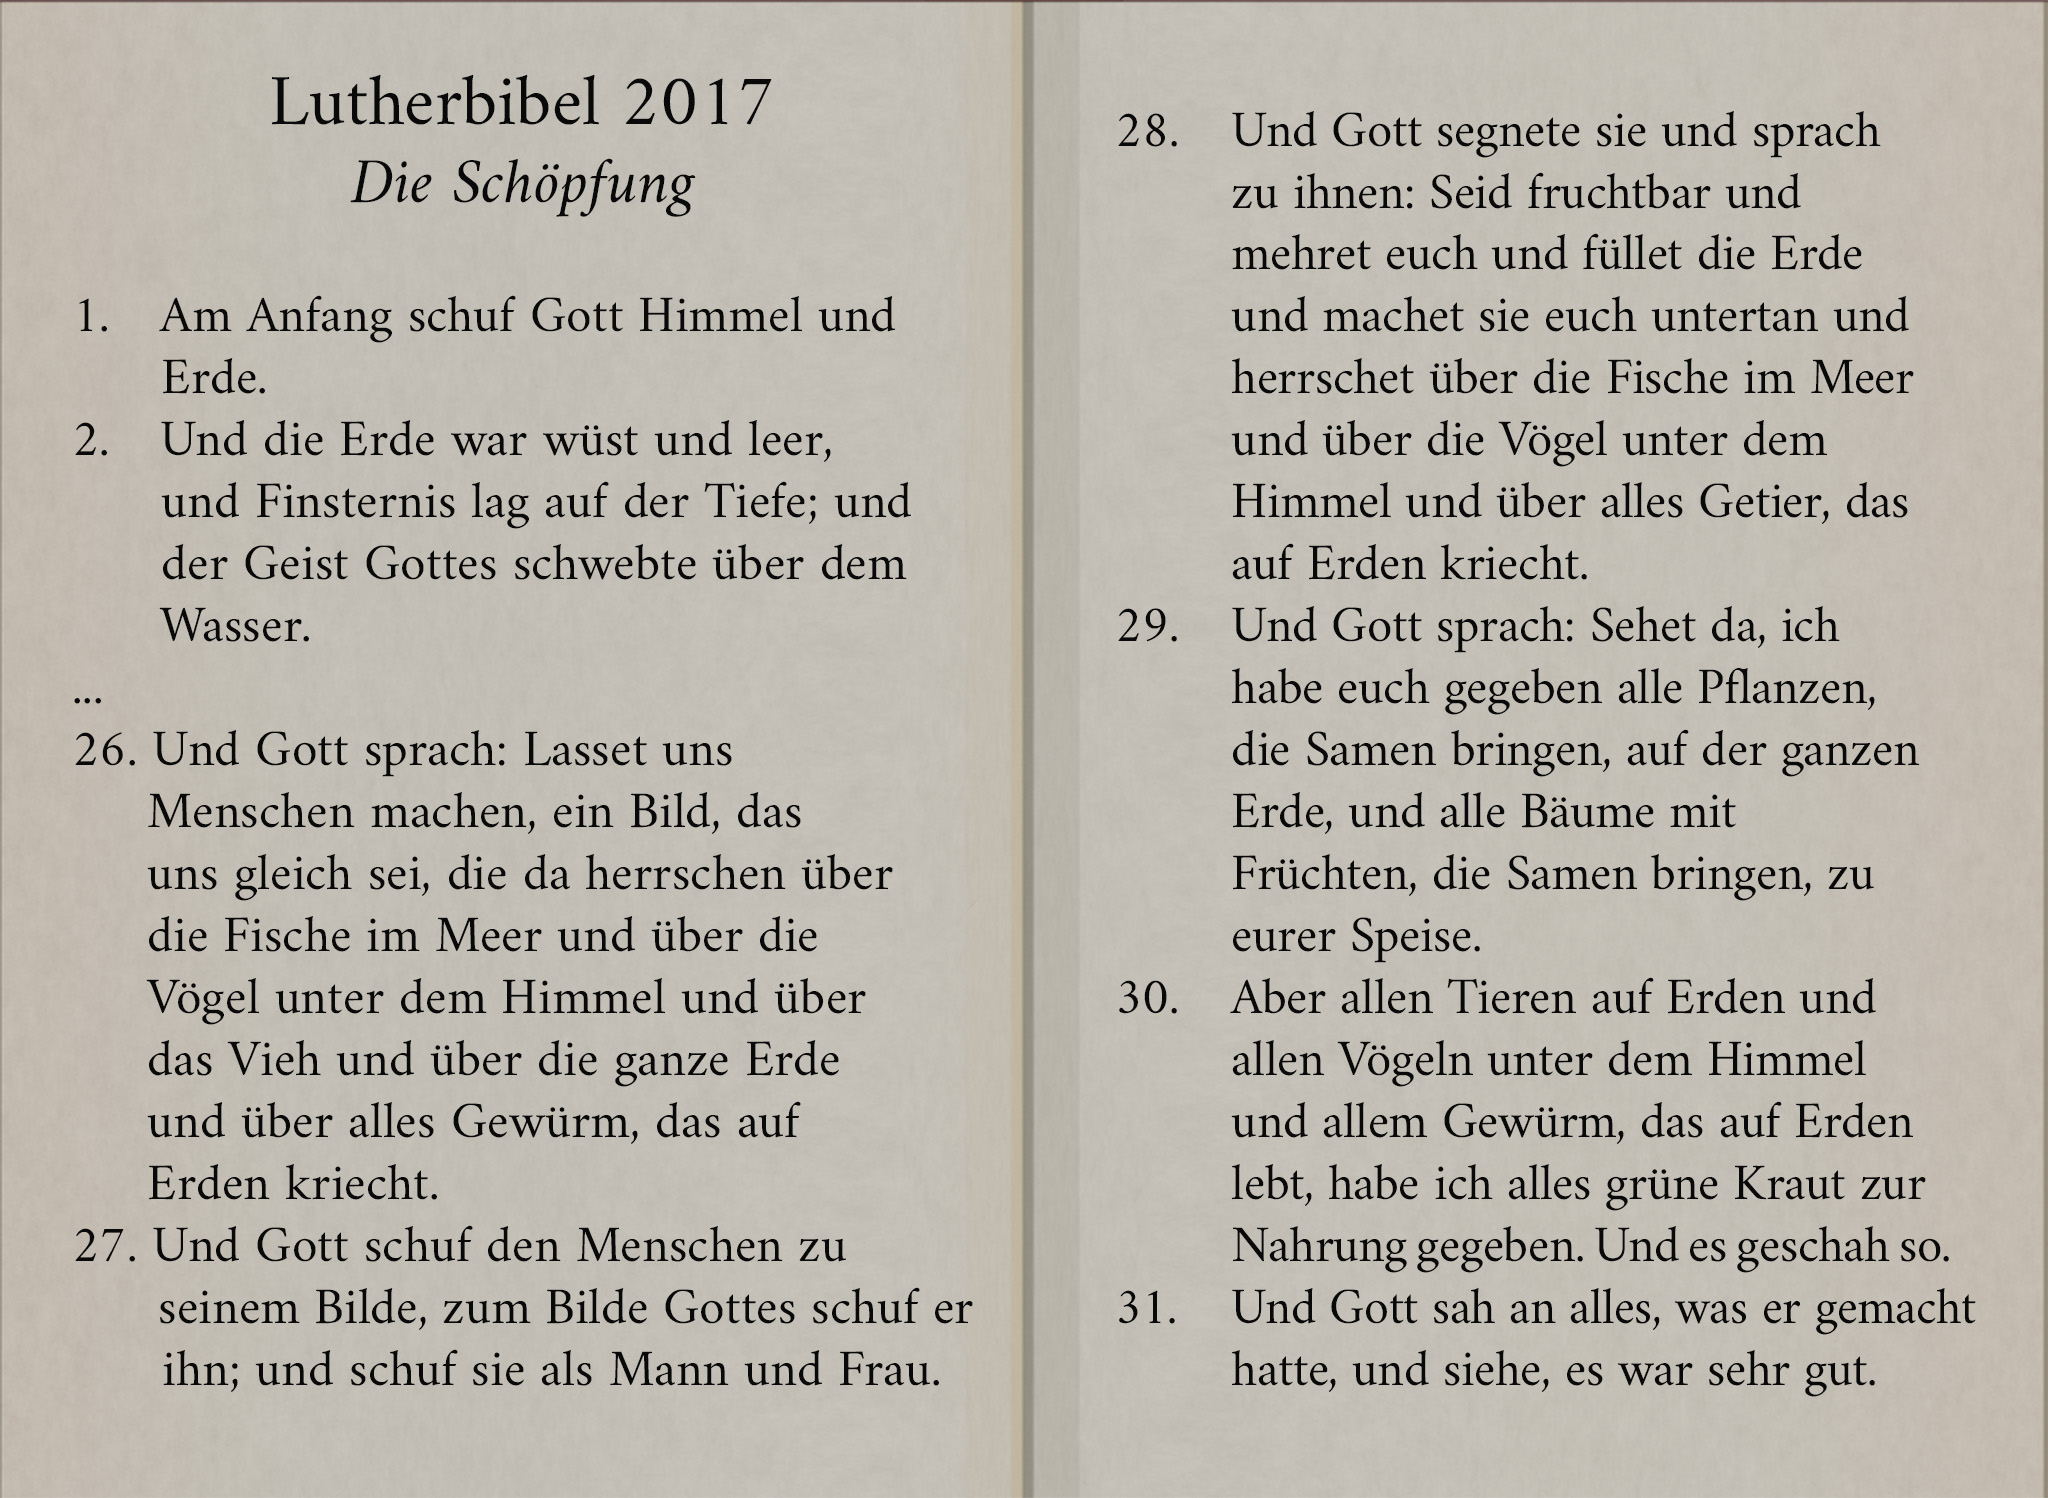 Lutherbibel 2017
Die Schöpfung
1. Am Anfang schuf Gott Himmel und
Erde.
2. Und die Erde war wüst und leer,
und Finsternis lag auf der Tiefe; und
der Geist Gottes schwebte über dem
Wasser.
...
26. Und Gott sprach: Lasset uns
Menschen machen, ein Bild, das
uns gleich sei, die da herrschen über
die Fische im Meer und über die
Vögel unter dem Himmel und über
das Vieh und über die ganze Erde
und über alles Gewürm, das auf
Erden kriecht.
27. Und Gott schuf den Menschen zu
seinem Bilde, zum Bilde Gottes schuf er
ihn; und schuf sie als Mann und Frau.
28. Und Gott segnete sie und sprach
zu ihnen: Seid fruchtbar und
mehret euch und füllet die Erde
und machet sie euch untertan und
herrschet über die Fische im Meer
und über die Vögel unter dem
Himmel und über alles Getier, das
auf Erden kriecht.
29. Und Gott sprach: Sehet da, ich
habe euch gegeben alle Pflanzen,
die Samen bringen, auf der ganzen
Erde, und alle Bäume mit
Früchten, die Samen bringen, zu
eurer Speise.
30. Aber allen Tieren auf Erden und
allen Vögeln unter dem Himmel
und allem Gewürm, das auf Erden
lebt, habe ich alles grüne Kraut zur
Nahrung gegeben. Und es geschah so.
31. Und Gott sah an alles, was er gemacht
hatte, und siehe, es war sehr gut.